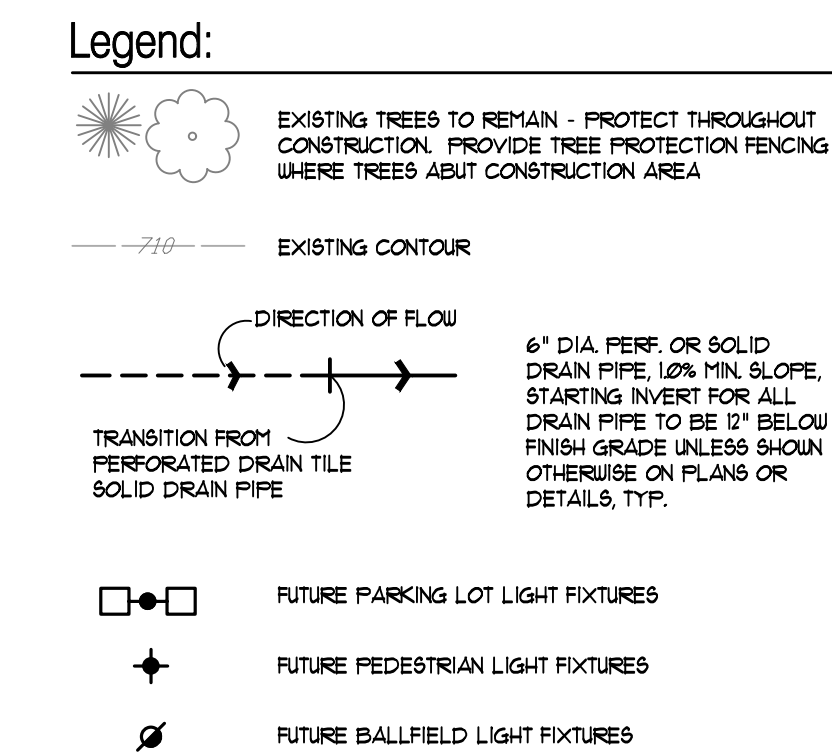 Legend:
EXISTING TREES TO REMAIN - PROTECT THROUGHOUT
CONSTRUCTION. PROVIDE TREE PROTECTION FENCING
WHERE TREES ABUT CONSTRUCTION AREA
710
EXISTING CONTOUR
DIRECTION OF FLOW
TRANSITION FROM
PERFORATED DRAIN TILE
SOLID DRAIN PIPE
6" DIA. PERF. OR SOLID
DRAIN PIPE, 1.0% MIN. SLOPE,
STARTING INVERT FOR ALL
DRAIN PIPE TO BE 12" BELOW
FINISH GRADE UNLESS SHOWN
OTHERWISE ON PLANS OR
DETAILS, TYP.
FUTURE PARKING LOT LIGHT FIXTURES
FUTURE PEDESTRIAN LIGHT FIXTURES
FUTURE BALLFIELD LIGHT FIXTURES